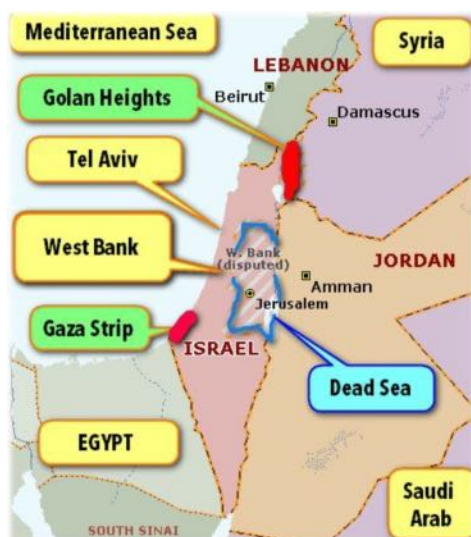 Mediterranean Sea
Syria
LEBANON
Golan Heights
Beirut
Damascus
Tel Aviv
West Bank
W. Bank
(disputed)
JORDAN
Amman
Jerusalem
Gaza Strip
ISRAEL
Dead Sea
EGYPT
Saudi
Arab
SOUTH SINAI